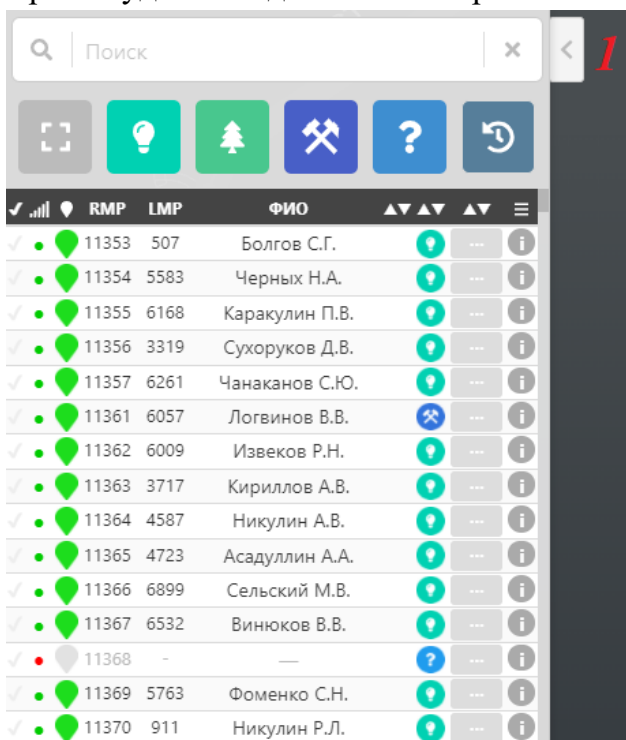 Поиск
1
RMP LMP ФИО
11353 507 Болгов С.Г.
11354 5583 Черных Н.А.
11355 6168 Каракулин П.В.
11356 3319 Сухоруков Д.В.
11357 6261 Чанаканов С.Ю.
11361 6057 Логвинов В.В.
11362 6009 Извеков Р.Н.
11363 3717 Кириллов А.В.
11364 4587 Никулин А.В.
11365 4723 Асадуллин А.А.
11366 6899 Сельский М.В.
11367 6532 Винюков В.В.
11368 - —
11369 5763 Фоменко С.Н.
11370 911 Никулин Р.Л.